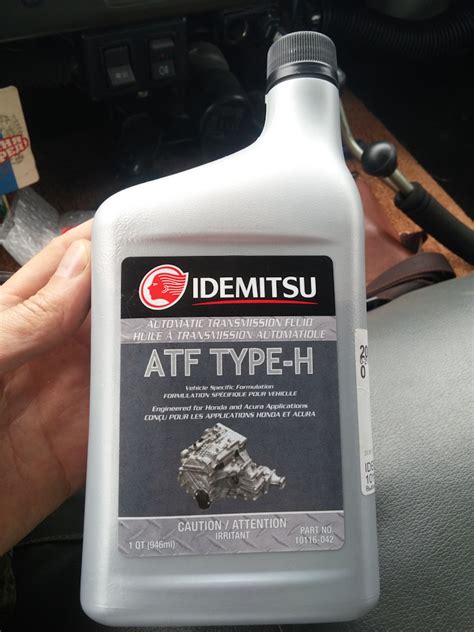 IDEMITSU
AUTOMATIC TRANSMISSION FLUID
HUILE À TRANSMISSION AUTOMATIQUE
ATF TYPE-H
Vehicle Specific Formulation
FORMULATION SPÉCIFIQUE POUR VÉHICULE
Engineered for Honda and Acura Applications
CONÇU POUR LES APPLICATIONS HONDA ET ACURA
CAUTION / ATTENTION
IRRITANT
1 QT (946ml)
PART NO.
10116-042